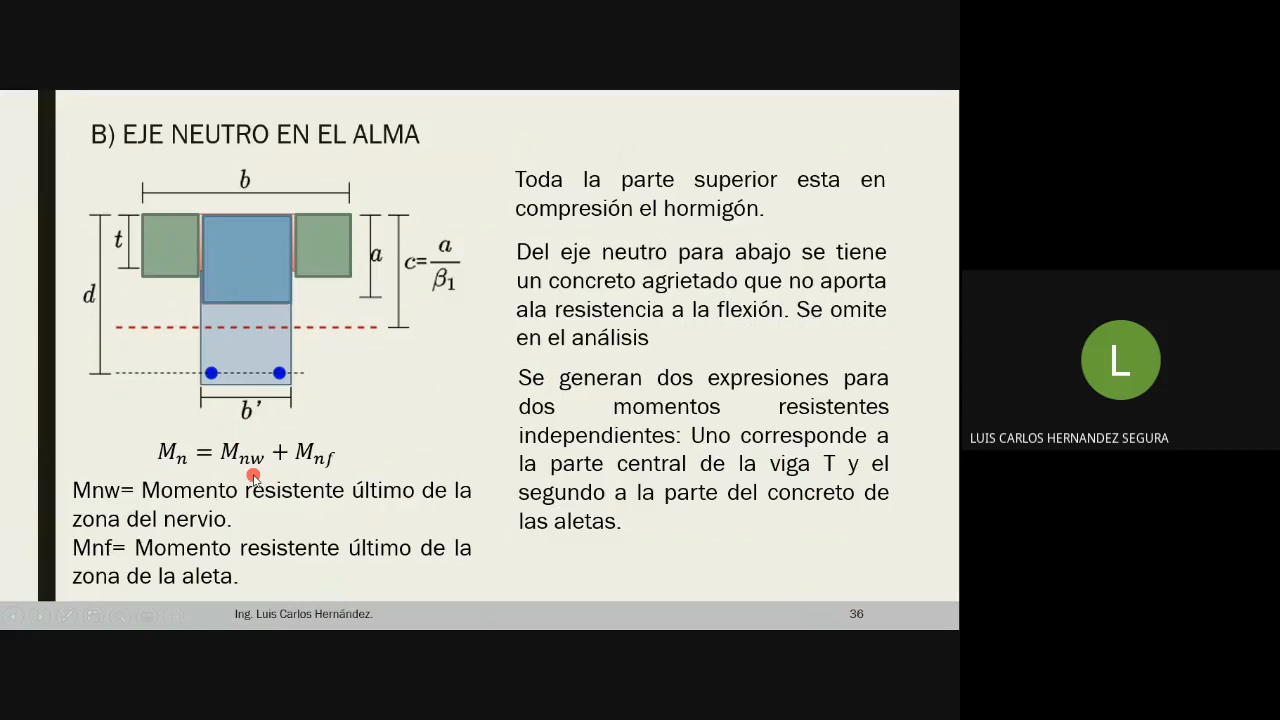 B) EJE NEUTRO EN EL ALMA
b
t
d
a
c= a / β₁
b’
Mₙ = Mₙw + Mₙf
Mnw= Momento resistente último de la
zona del nervio.
Mnf= Momento resistente último de la
zona de la aleta.
Toda la parte superior esta en
compresión el hormigón.
Del eje neutro para abajo se tiene
un concreto agrietado que no aporta
ala resistencia a la flexión. Se omite
en el análisis
Se generan dos expresiones para
dos momentos resistentes
independientes: Uno corresponde a
la parte central de la viga T y el
segundo a la parte del concreto de
las aletas.
Ing. Luis Carlos Hernández.
36
L
LUIS CARLOS HERNANDEZ SEGURA